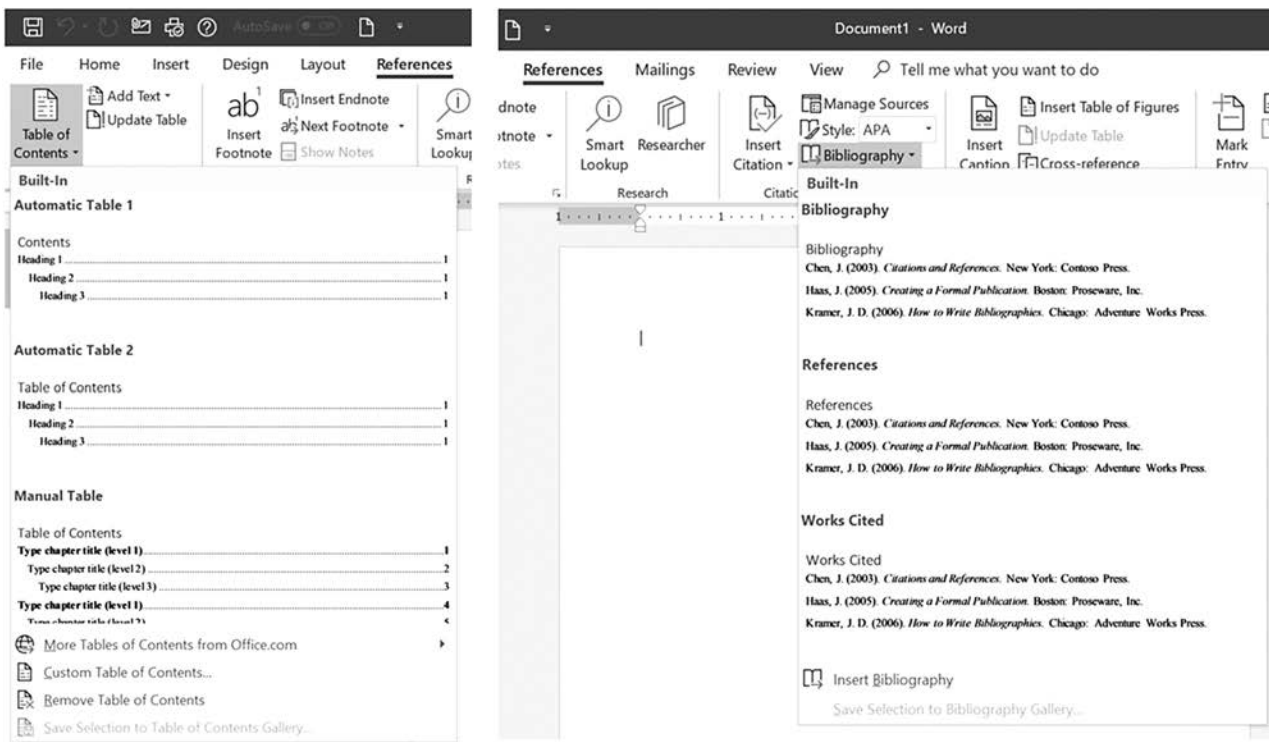 AutoSave Off
File Home Insert Design Layout References
Table of Contents
Add Text
Update Table
ab1
Insert Footnote
Insert Endnote
Next Footnote
Show Notes
Smart Lookup
Built-In
Automatic Table 1
Contents
Heading 1 ... 1
Heading 2 ... 1
Heading 3 ... 1
Automatic Table 2
Table of Contents
Heading 1 ... 1
Heading 2 ... 1
Heading 3 ... 1
Manual Table
Table of Contents
Type chapter title (level 1) ... 1
Type chapter title (level 2) ... 2
Type chapter title (level 3) ... 3
Type chapter title (level 1) ... 4
Type chapter title (level 2) ... 5
More Tables of Contents from Office.com
Custom Table of Contents...
Remove Table of Contents
Save Selection to Table of Contents Gallery...
Document1 - Word
References Mailings Review View Tell me what you want to do
dnote
otnote
otes
Smart Lookup
Researcher
Research
Insert Citation
Manage Sources
Style: APA
Bibliography
Citatic
Insert Caption
Insert Table of Figures
Update Table
Cross-reference
Mark Entry
1 1
Built-In
Bibliography
Bibliography
Chen, J. (2003). Citations and References. New York: Contoso Press.
Haas, J. (2005). Creating a Formal Publication. Boston: Proseware, Inc.
Kramer, J. D. (2006). How to Write Bibliographies. Chicago: Adventure Works Press.
References
References
Chen, J. (2003). Citations and References. New York: Contoso Press.
Haas, J. (2005). Creating a Formal Publication. Boston: Proseware, Inc.
Kramer, J. D. (2006). How to Write Bibliographies. Chicago: Adventure Works Press.
Works Cited
Works Cited
Chen, J. (2003). Citations and References. New York: Contoso Press.
Haas, J. (2005). Creating a Formal Publication. Boston: Proseware, Inc.
Kramer, J. D. (2006). How to Write Bibliographies. Chicago: Adventure Works Press.
Insert Bibliography
Save Selection to Bibliography Gallery...